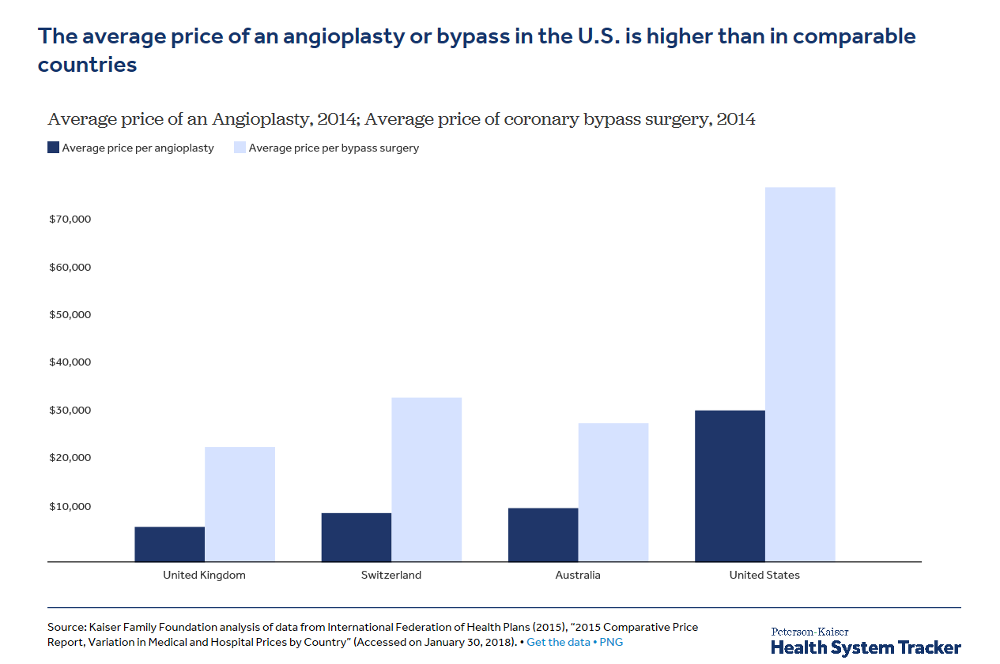 The average price of an angioplasty or bypass in the U.S. is higher than in comparable
countries
Average price of an Angioplasty, 2014; Average price of coronary bypass surgery, 2014
Average price per angioplasty
Average price per bypass surgery
$70,000
$60,000
$50,000
$40,000
$30,000
$20,000
$10,000
United Kingdom
Switzerland
Australia
United States
Source: Kaiser Family Foundation analysis of data from International Federation of Health Plans (2015), “2015 Comparative Price
Report, Variation in Medical and Hospital Prices by Country” (Accessed on January 30, 2018). • Get the data • PNG
Peterson-Kaiser
Health System Tracker